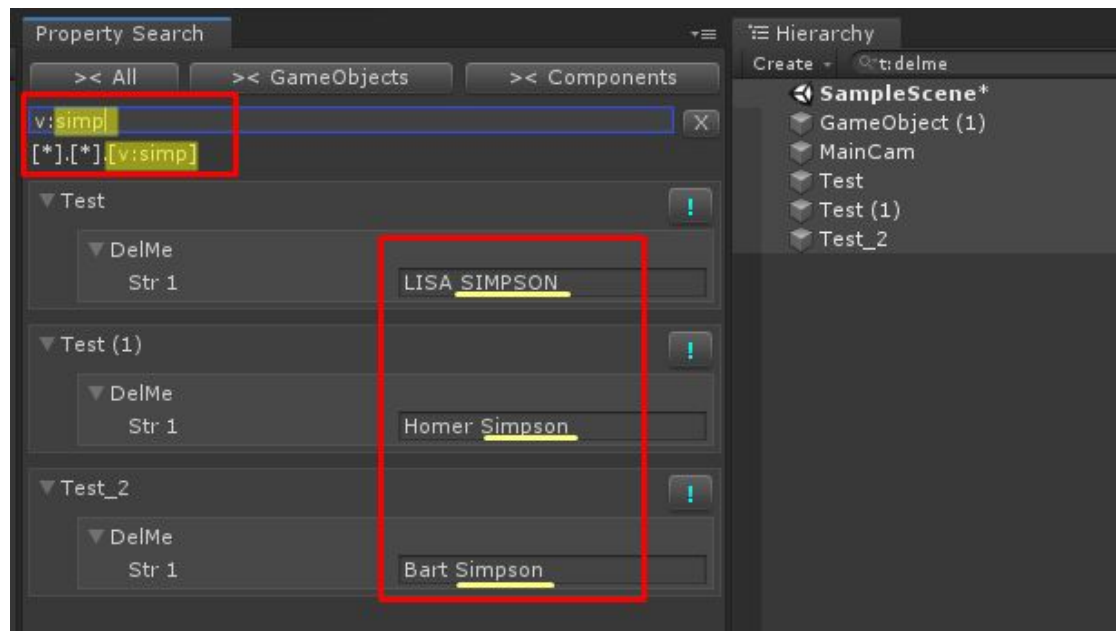 Property Search
>< All >< GameObjects >< Components
v:simp X
[*].[*].[v:simp]
Test !
DelMe
Str 1 LISA SIMPSON
Test (1) !
DelMe
Str 1 Homer Simpson
Test_2 !
DelMe
Str 1 Bart Simpson
Hierarchy
Create t:delme
SampleScene*
GameObject (1)
MainCam
Test
Test (1)
Test_2